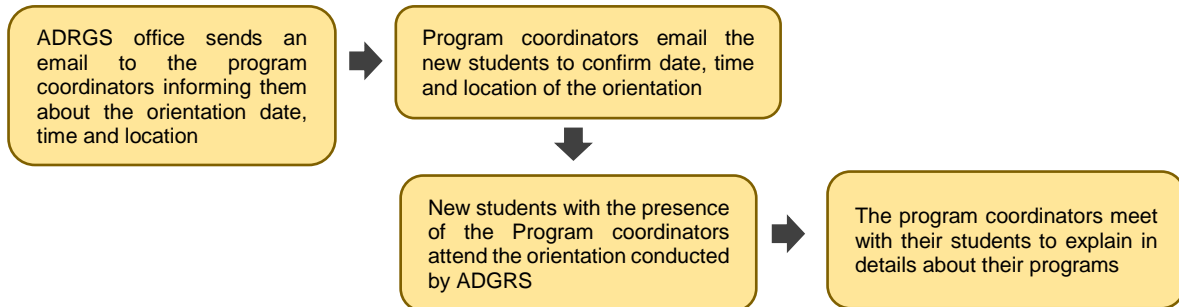 ADRGS office sends an
email to the program
coordinators informing them
about the orientation date,
time and location
Program coordinators email the
new students to confirm date, time
and location of the orientation
New students with the presence
of the Program coordinators
attend the orientation conducted
by ADGRS
The program coordinators meet
with their students to explain in
details about their programs